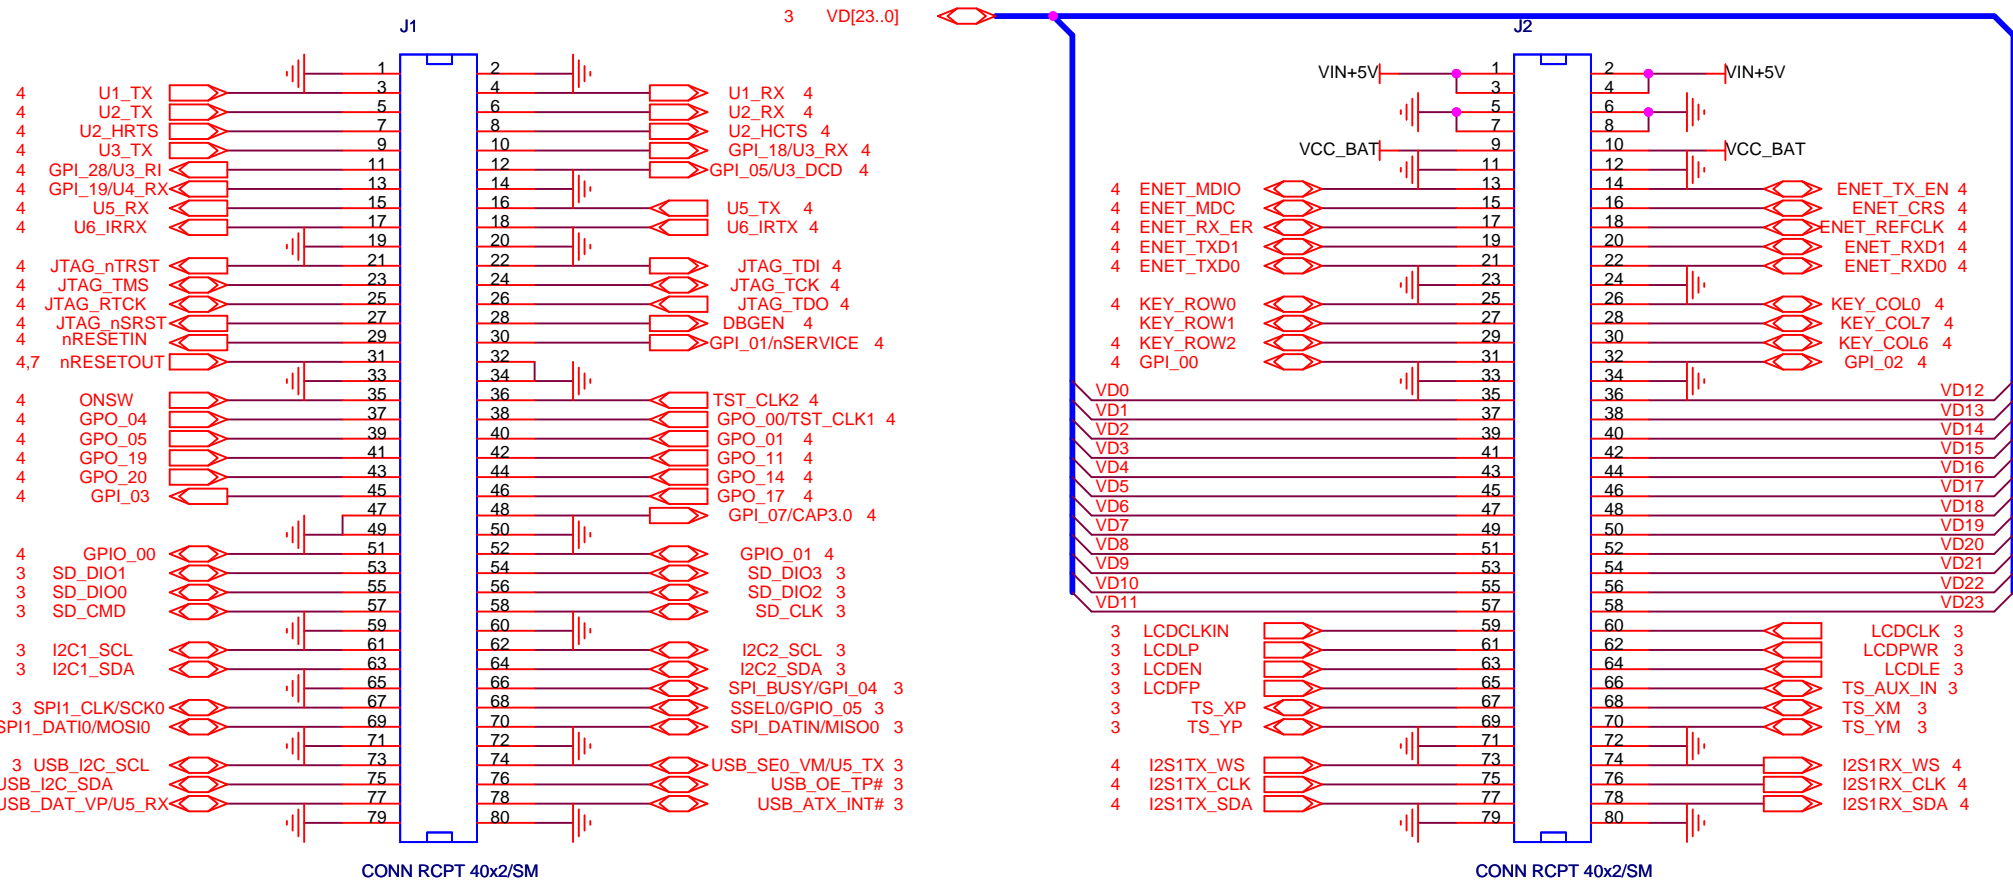 3 VD[23..0]
J1
1 2
4 U1_TX 3 4 U1_RX 4
4 U2_TX 5 6 U2_RX 4
4 U2_HRTS 7 8 U2_HCTS 4
4 U3_TX 9 10 GPI_18/U3_RX 4
4 GPI_28/U3_RI 11 12 GPI_05/U3_DCD 4
4 GPI_19/U4_RX 13 14
4 U5_RX 15 16 U5_TX 4
4 U6_IRRX 17 18 U6_IRTX 4
19 20
4 JTAG_nTRST 21 22 JTAG_TDI 4
4 JTAG_TMS 23 24 JTAG_TCK 4
4 JTAG_RTCK 25 26 JTAG_TDO 4
4 JTAG_nSRST 27 28 DBGEN 4
4 nRESETIN 29 30 GPI_01/nSERVICE 4
4,7 nRESETOUT 31 32
33 34
4 ONSW 35 36 TST_CLK2 4
4 GPO_04 37 38 GPO_00/TST_CLK1 4
4 GPO_05 39 40 GPO_01 4
4 GPO_19 41 42 GPO_11 4
4 GPO_20 43 44 GPO_14 4
4 GPI_03 45 46 GPO_17 4
47 48 GPI_07/CAP3.0 4
49 50
4 GPIO_00 51 52 GPIO_01 4
3 SD_DIO1 53 54 SD_DIO3 3
3 SD_DIO0 55 56 SD_DIO2 3
3 SD_CMD 57 58 SD_CLK 3
59 60
3 I2C1_SCL 61 62 I2C2_SCL 3
3 I2C1_SDA 63 64 I2C2_SDA 3
65 66 SPI_BUSY/GPI_04 3
3 SPI1_CLK/SCK0 67 68 SSEL0/GPIO_05 3
SPI1_DATI0/MOSI0 69 70 SPI_DATIN/MISO0 3
71 72
3 USB_I2C_SCL 73 74 USB_SE0_VM/U5_TX 3
USB_I2C_SDA 75 76 USB_OE_TP# 3
USB_DAT_VP/U5_RX 77 78 USB_ATX_INT# 3
79 80
CONN RCPT 40x2/SM
J2
VIN+5V 1 2 VIN+5V
3 4
5 6
7 8
VCC_BAT 9 10 VCC_BAT
11 12
4 ENET_MDIO 13 14 ENET_TX_EN 4
4 ENET_MDC 15 16 ENET_CRS 4
4 ENET_RX_ER 17 18 ENET_REFCLK 4
4 ENET_TXD1 19 20 ENET_RXD1 4
4 ENET_TXD0 21 22 ENET_RXD0 4
23 24
4 KEY_ROW0 25 26 KEY_COL0 4
KEY_ROW1 27 28 KEY_COL7 4
4 KEY_ROW2 29 30 KEY_COL6 4
4 GPI_00 31 32 GPI_02 4
33 34
VD0 35 36 VD12
VD1 37 38 VD13
VD2 39 40 VD14
VD3 41 42 VD15
VD4 43 44 VD16
VD5 45 46 VD17
VD6 47 48 VD18
VD7 49 50 VD19
VD8 51 52 VD20
VD9 53 54 VD21
VD10 55 56 VD22
VD11 57 58 VD23
3 LCDCLKIN 59 60 LCDCLK 3
3 LCDLP 61 62 LCDPWR 3
3 LCDEN 63 64 LCDLE 3
3 LCDFP 65 66 TS_AUX_IN 3
3 TS_XP 67 68 TS_XM 3
3 TS_YP 69 70 TS_YM 3
71 72
4 I2S1TX_WS 73 74 I2S1RX_WS 4
4 I2S1TX_CLK 75 76 I2S1RX_CLK 4
4 I2S1TX_SDA 77 78 I2S1RX_SDA 4
79 80
CONN RCPT 40x2/SM